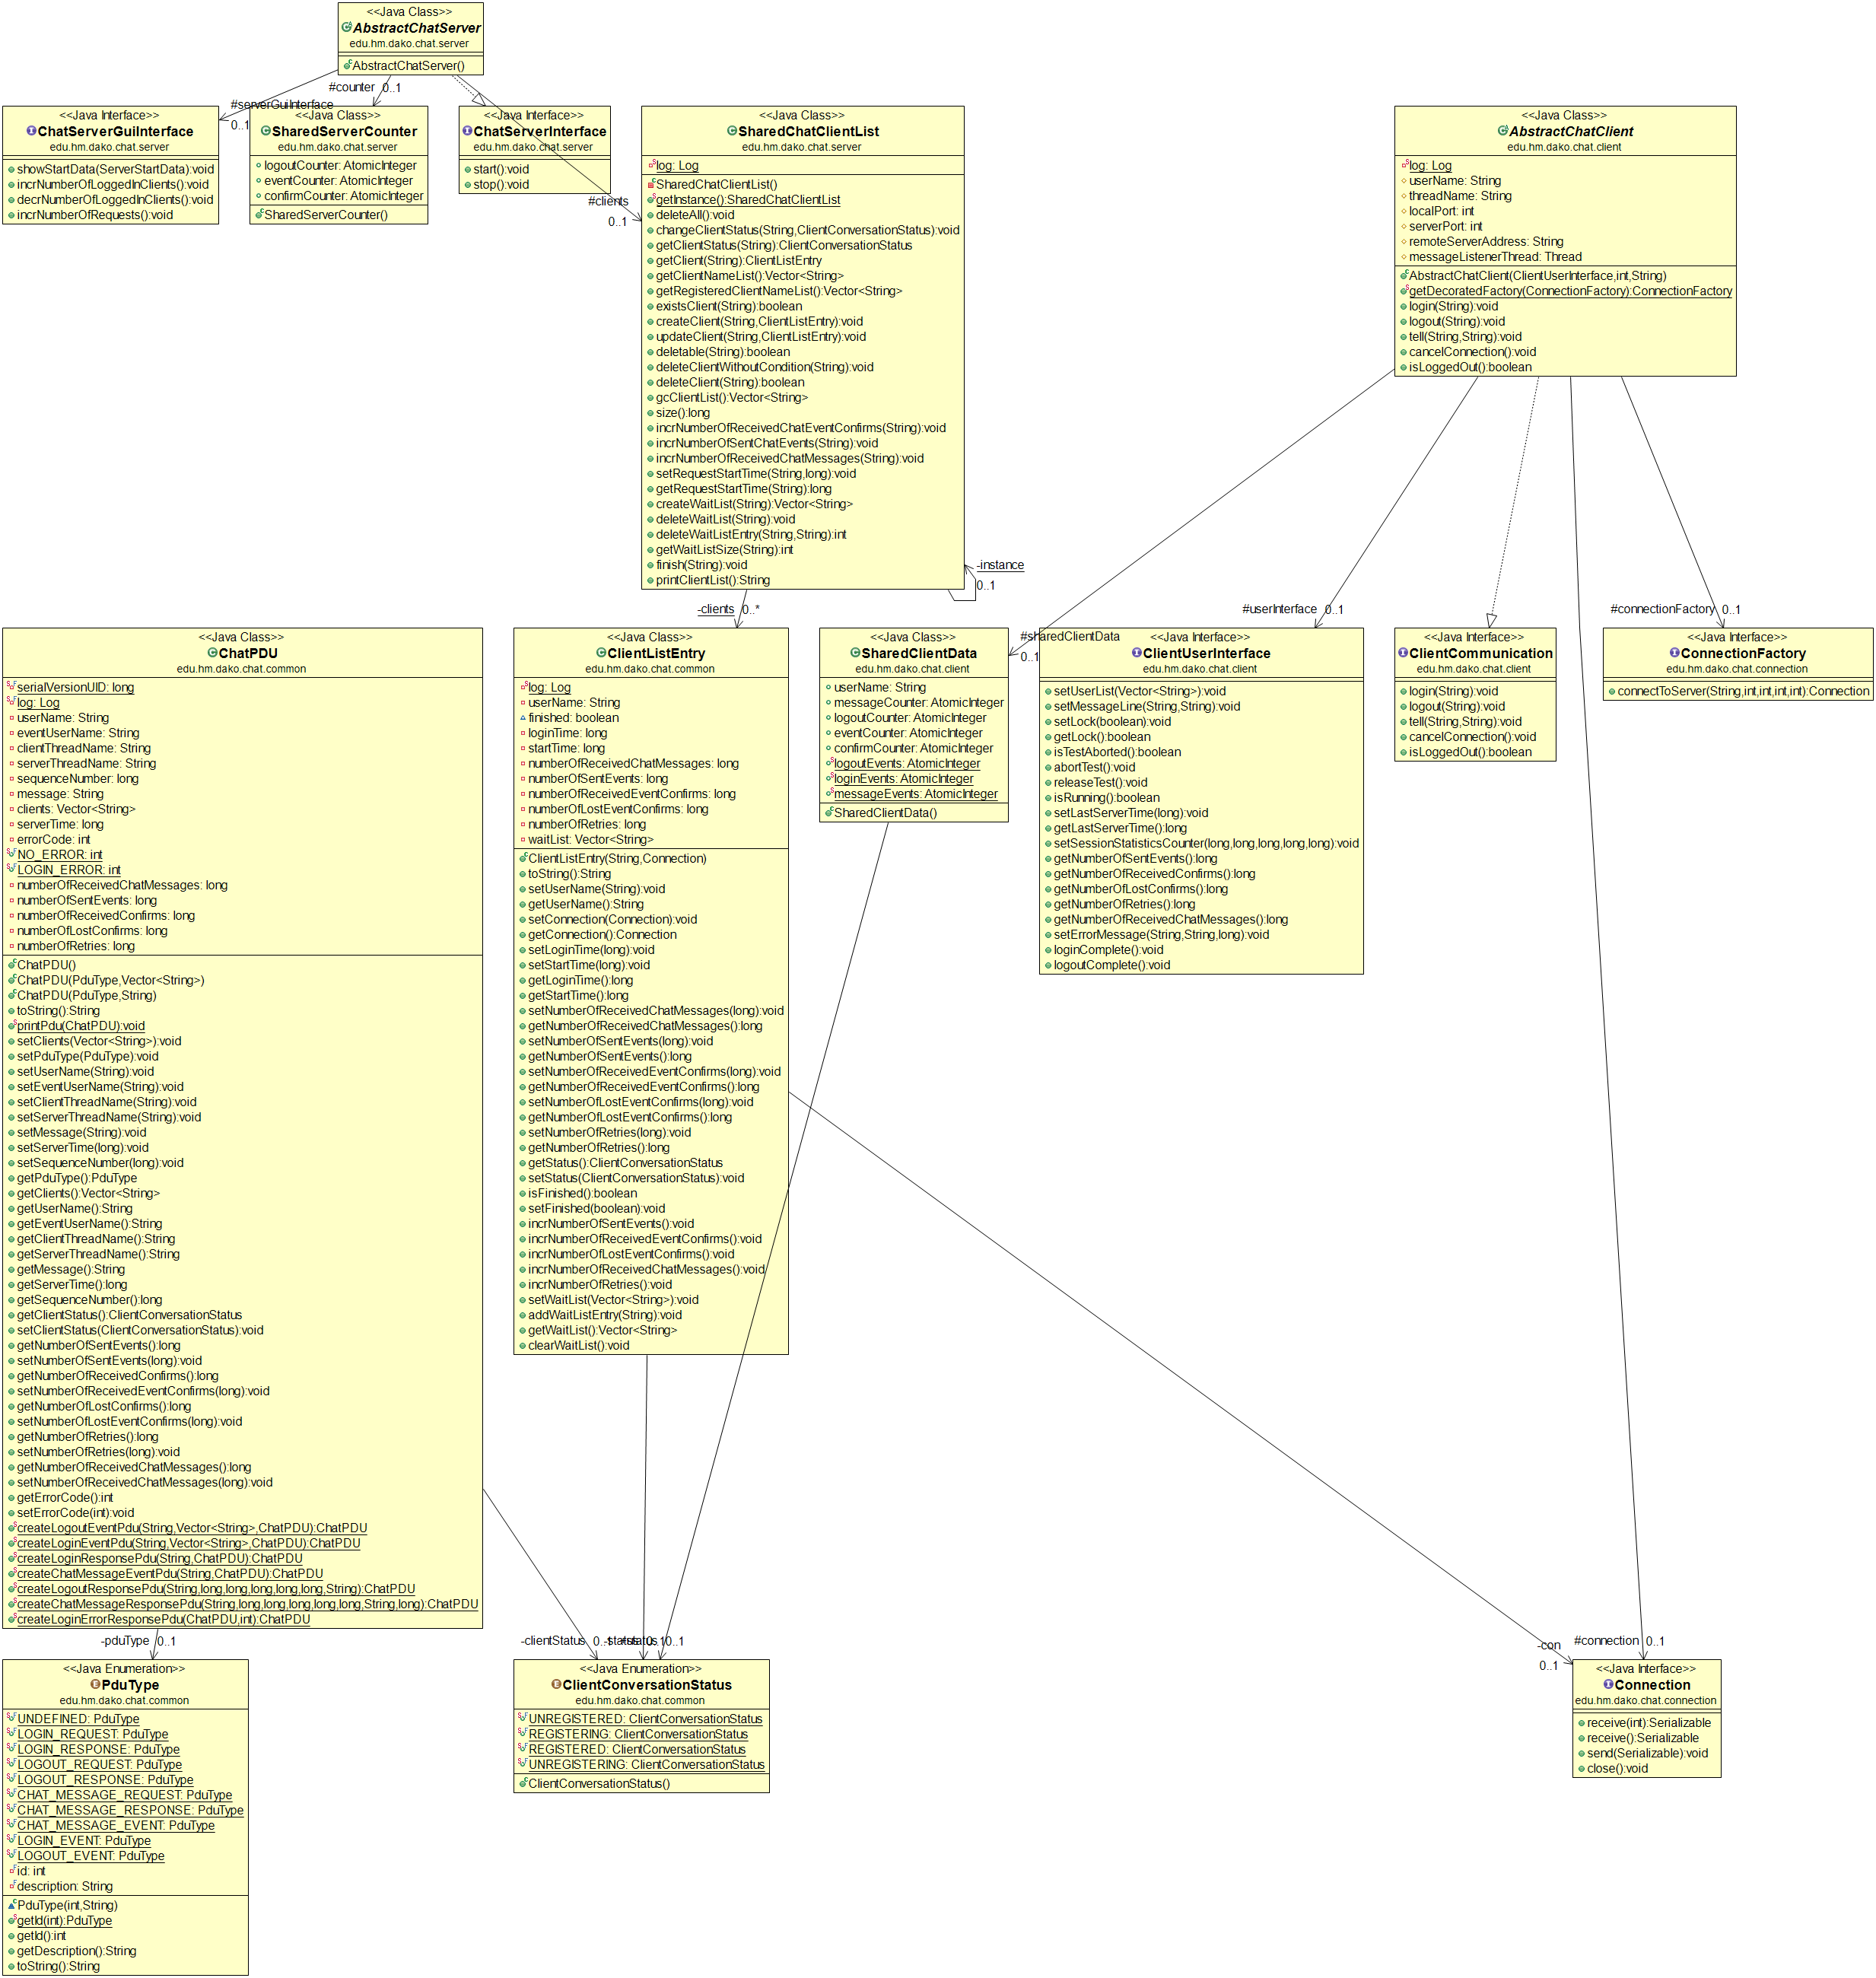 <<Java Class>>
AbstractChatServer
edu.hm.dako.chat.server
AbstractChatServer()
#serverGuiInterface
0..1
#counter 0..1
#clients
0..1
<<Java Interface>>
ChatServerGuiInterface
edu.hm.dako.chat.server
showStartData(ServerStartData):void
incrNumberOfLoggedInClients():void
decrNumberOfLoggedInClients():void
incrNumberOfRequests():void
<<Java Class>>
SharedServerCounter
edu.hm.dako.chat.server
logoutCounter: AtomicInteger
eventCounter: AtomicInteger
confirmCounter: AtomicInteger
SharedServerCounter()
<<Java Interface>>
ChatServerInterface
edu.hm.dako.chat.server
start():void
stop():void
<<Java Class>>
SharedChatClientList
edu.hm.dako.chat.server
log: Log
SharedChatClientList()
getInstance():SharedChatClientList
deleteAll():void
changeClientStatus(String,ClientConversationStatus):void
getClientStatus(String):ClientConversationStatus
getClient(String):ClientListEntry
getClientNameList():Vector<String>
getRegisteredClientNameList():Vector<String>
existsClient(String):boolean
createClient(String,ClientListEntry):void
updateClient(String,ClientListEntry):void
deletable(String):boolean
deleteClientWithoutCondition(String):void
deleteClient(String):boolean
gcClientList():Vector<String>
size():long
incrNumberOfReceivedChatEventConfirms(String):void
incrNumberOfSentChatEvents(String):void
incrNumberOfReceivedChatMessages(String):void
setRequestStartTime(String,long):void
getRequestStartTime(String):long
createWaitList(String):Vector<String>
deleteWaitList(String):void
deleteWaitListEntry(String,String):int
getWaitListSize(String):int
finish(String):void
printClientList():String
-instance
0..1
-clients 0..*
<<Java Class>>
AbstractChatClient
edu.hm.dako.chat.client
log: Log
userName: String
threadName: String
localPort: int
serverPort: int
remoteServerAddress: String
messageListenerThread: Thread
AbstractChatClient(ClientUserInterface,int,String)
getDecoratedFactory(ConnectionFactory):ConnectionFactory
login(String):void
logout(String):void
tell(String,String):void
cancelConnection():void
isLoggedOut():boolean
#sharedClientData
0..1
#userInterface 0..1
#connectionFactory 0..1
<<Java Class>>
ChatPDU
edu.hm.dako.chat.common
serialVersionUID: long
log: Log
userName: String
eventUserName: String
clientThreadName: String
serverThreadName: String
sequenceNumber: long
message: String
clients: Vector<String>
serverTime: long
errorCode: int
NO_ERROR: int
LOGIN_ERROR: int
numberOfReceivedChatMessages: long
numberOfSentEvents: long
numberOfReceivedConfirms: long
numberOfLostConfirms: long
numberOfRetries: long
ChatPDU()
ChatPDU(PduType,Vector<String>)
ChatPDU(PduType,String)
toString():String
printPdu(ChatPDU):void
setClients(Vector<String>):void
setPduType(PduType):void
setUserName(String):void
setEventUserName(String):void
setClientThreadName(String):void
setServerThreadName(String):void
setMessage(String):void
setServerTime(long):void
setSequenceNumber(long):void
getPduType():PduType
getClients():Vector<String>
getUserName():String
getEventUserName():String
getClientThreadName():String
getServerThreadName():String
getMessage():String
getServerTime():long
getSequenceNumber():long
getClientStatus():ClientConversationStatus
setClientStatus(ClientConversationStatus):void
getNumberOfSentEvents():long
setNumberOfSentEvents(long):void
getNumberOfReceivedConfirms():long
setNumberOfReceivedEventConfirms(long):void
getNumberOfLostConfirms():long
setNumberOfLostEventConfirms(long):void
getNumberOfRetries():long
setNumberOfRetries(long):void
getNumberOfReceivedChatMessages():long
setNumberOfReceivedChatMessages(long):void
getErrorCode():int
setErrorCode(int):void
createLogoutEventPdu(String,Vector<String>,ChatPDU):ChatPDU
createLoginEventPdu(String,Vector<String>,ChatPDU):ChatPDU
createLoginResponsePdu(String,ChatPDU):ChatPDU
createChatMessageEventPdu(String,ChatPDU):ChatPDU
createLogoutResponsePdu(String,long,long,long,long,long,String):ChatPDU
createChatMessageResponsePdu(String,long,long,long,long,long,String,long):ChatPDU
createLoginErrorResponsePdu(ChatPDU,int):ChatPDU
<<Java Class>>
ClientListEntry
edu.hm.dako.chat.common
log: Log
userName: String
finished: boolean
loginTime: long
startTime: long
numberOfReceivedChatMessages: long
numberOfSentEvents: long
numberOfReceivedEventConfirms: long
numberOfLostEventConfirms: long
numberOfRetries: long
waitList: Vector<String>
ClientListEntry(String,Connection)
toString():String
setUserName(String):void
getUserName():String
setConnection(Connection):void
getConnection():Connection
setLoginTime(long):void
setStartTime(long):void
getLoginTime():long
getStartTime():long
setNumberOfReceivedChatMessages(long):void
getNumberOfReceivedChatMessages():long
setNumberOfSentEvents(long):void
getNumberOfSentEvents():long
setNumberOfReceivedEventConfirms(long):void
getNumberOfReceivedEventConfirms():long
setNumberOfLostEventConfirms(long):void
getNumberOfLostEventConfirms():long
setNumberOfRetries(long):void
getNumberOfRetries():long
getStatus():ClientConversationStatus
setStatus(ClientConversationStatus):void
isFinished():boolean
setFinished(boolean):void
incrNumberOfSentEvents():void
incrNumberOfReceivedEventConfirms():void
incrNumberOfLostEventConfirms():void
incrNumberOfReceivedChatMessages():void
incrNumberOfRetries():void
setWaitList(Vector<String>):void
addWaitListEntry(String):void
getWaitList():Vector<String>
clearWaitList():void
<<Java Class>>
SharedClientData
edu.hm.dako.chat.client
userName: String
messageCounter: AtomicInteger
logoutCounter: AtomicInteger
eventCounter: AtomicInteger
confirmCounter: AtomicInteger
logoutEvents: AtomicInteger
loginEvents: AtomicInteger
messageEvents: AtomicInteger
SharedClientData()
<<Java Interface>>
ClientUserInterface
edu.hm.dako.chat.client
setUserList(Vector<String>):void
setMessageLine(String,String):void
setLock(boolean):void
getLock():boolean
isTestAborted():boolean
abortTest():void
releaseTest():void
isRunning():boolean
setLastServerTime(long):void
getLastServerTime():long
setSessionStatisticsCounter(long,long,long,long,long):void
getNumberOfSentEvents():long
getNumberOfReceivedConfirms():long
getNumberOfLostConfirms():long
getNumberOfRetries():long
getNumberOfReceivedChatMessages():long
setErrorMessage(String,String,long):void
loginComplete():void
logoutComplete():void
<<Java Interface>>
ClientCommunication
edu.hm.dako.chat.client
login(String):void
logout(String):void
tell(String,String):void
cancelConnection():void
isLoggedOut():boolean
<<Java Interface>>
ConnectionFactory
edu.hm.dako.chat.connection
connectToServer(String,int,int,int,int):Connection
-pduType 0..1
-clientStatus 0..1
0..1
-con
0..1
#connection 0..1
<<Java Enumeration>>
PduType
edu.hm.dako.chat.common
UNDEFINED: PduType
LOGIN_REQUEST: PduType
LOGIN_RESPONSE: PduType
LOGOUT_REQUEST: PduType
LOGOUT_RESPONSE: PduType
CHAT_MESSAGE_REQUEST: PduType
CHAT_MESSAGE_RESPONSE: PduType
CHAT_MESSAGE_EVENT: PduType
LOGIN_EVENT: PduType
LOGOUT_EVENT: PduType
id: int
description: String
PduType(int,String)
getId(int):PduType
getId():int
getDescription():String
toString():String
<<Java Enumeration>>
ClientConversationStatus
edu.hm.dako.chat.common
UNREGISTERED: ClientConversationStatus
REGISTERING: ClientConversationStatus
REGISTERED: ClientConversationStatus
UNREGISTERING: ClientConversationStatus
ClientConversationStatus()
<<Java Interface>>
Connection
edu.hm.dako.chat.connection
receive(int):Serializable
receive():Serializable
send(Serializable):void
close():void